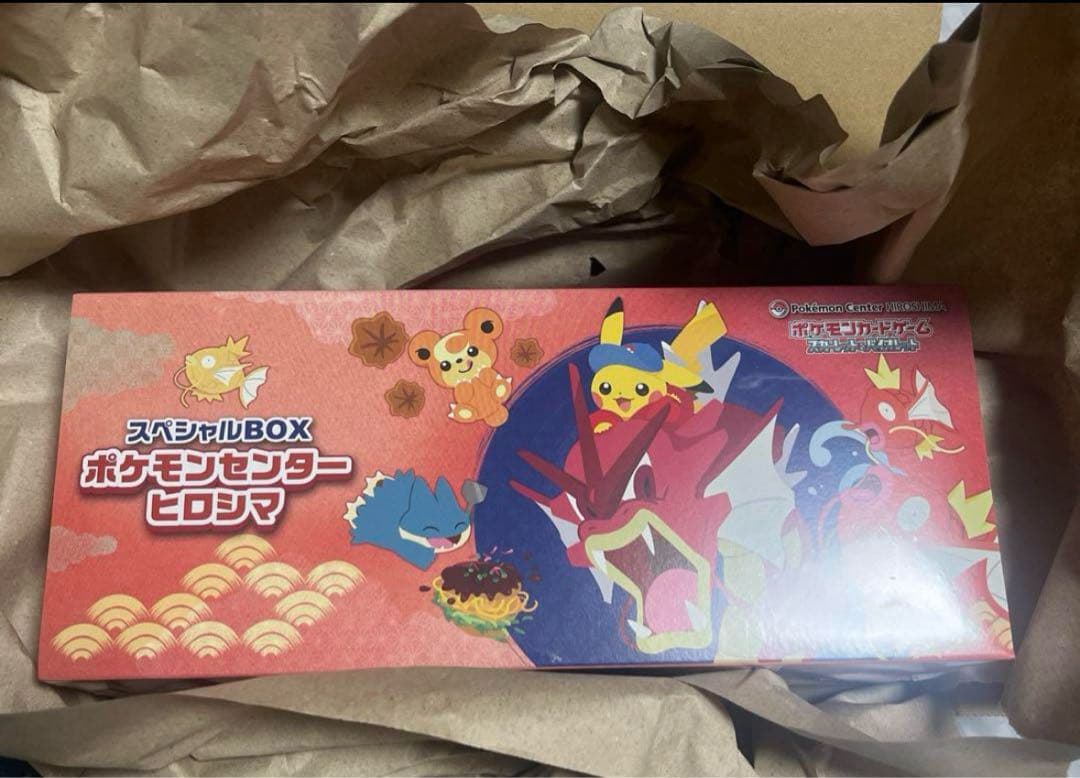 Pokémon Center HIROSHIMA
ポケモンカードゲーム
スカーレット&バイオレット
スペシャルBOX
ポケモンセンター
ヒロシマ